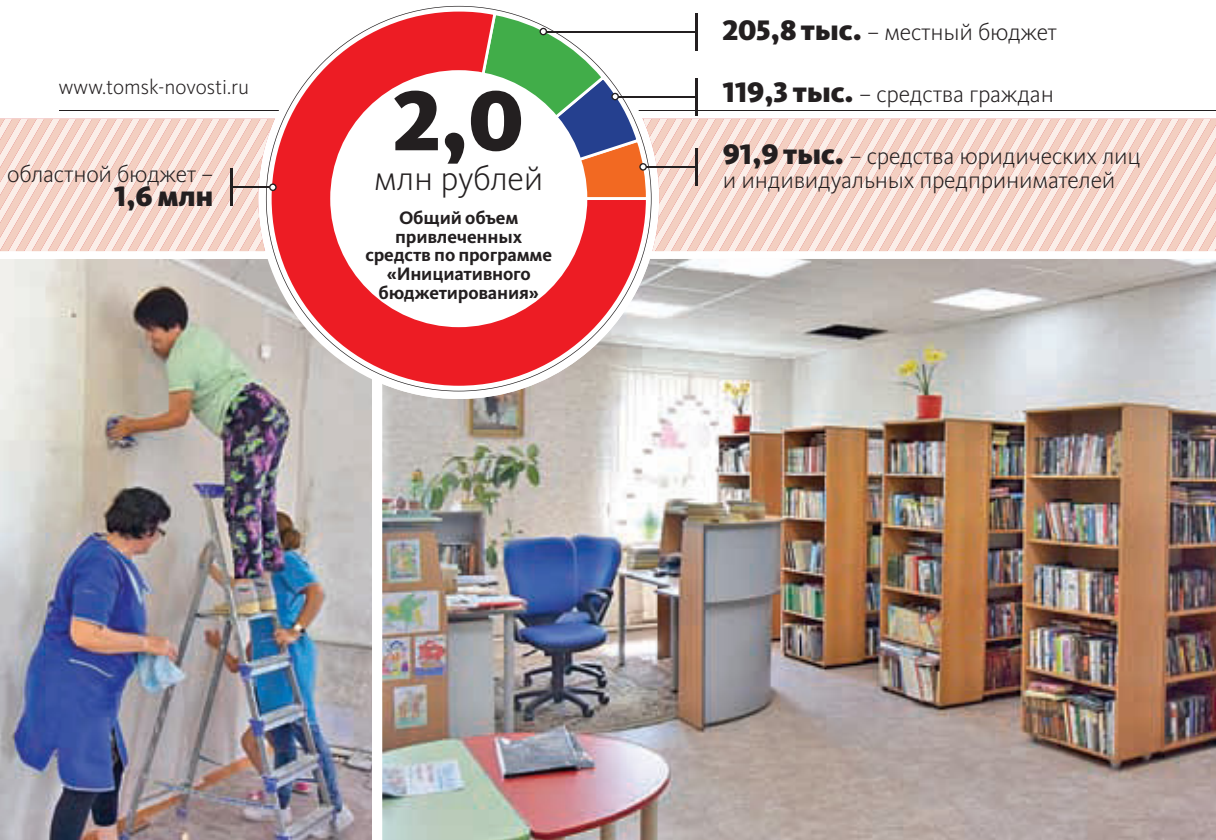 205,8 тыс. – местный бюджет
www.tomsk-novosti.ru
119,3 тыс. – средства граждан
2,0
млн рублей
Общий объем
привлеченных
средств по программе
«Инициативного
бюджетирования»
91,9 тыс. – средства юридических лиц
и индивидуальных предпринимателей
областной бюджет –
1,6 млн